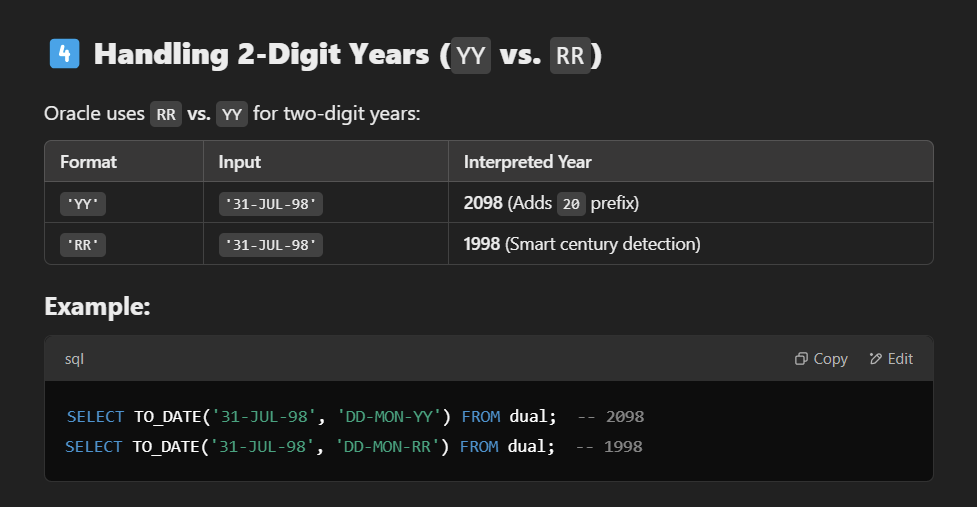 4 Handling 2-Digit Years (YY vs. RR)
Oracle uses RR vs. YY for two-digit years:
Format Input Interpreted Year
'YY' '31-JUL-98' 2098 (Adds 20 prefix)
'RR' '31-JUL-98' 1998 (Smart century detection)
Example:
sql Copy Edit
SELECT TO_DATE('31-JUL-98', 'DD-MON-YY') FROM dual;  -- 2098
SELECT TO_DATE('31-JUL-98', 'DD-MON-RR') FROM dual;  -- 1998